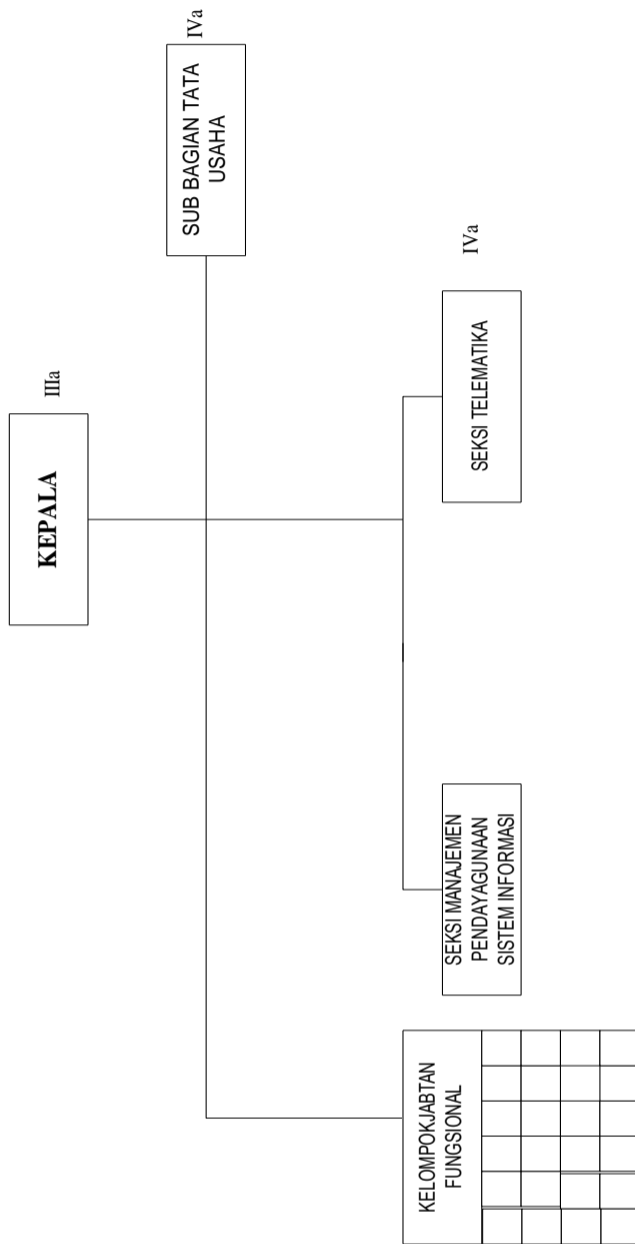 KEPALA
IIIa
SUB BAGIAN TATA
USAHA
IVa
KELOMPOKJABTAN
FUNGSIONAL
SEKSI MANAJEMEN
PENDAYAGUNAAN
SISTEM INFORMASI
SEKSI TELEMATIKA
IVa